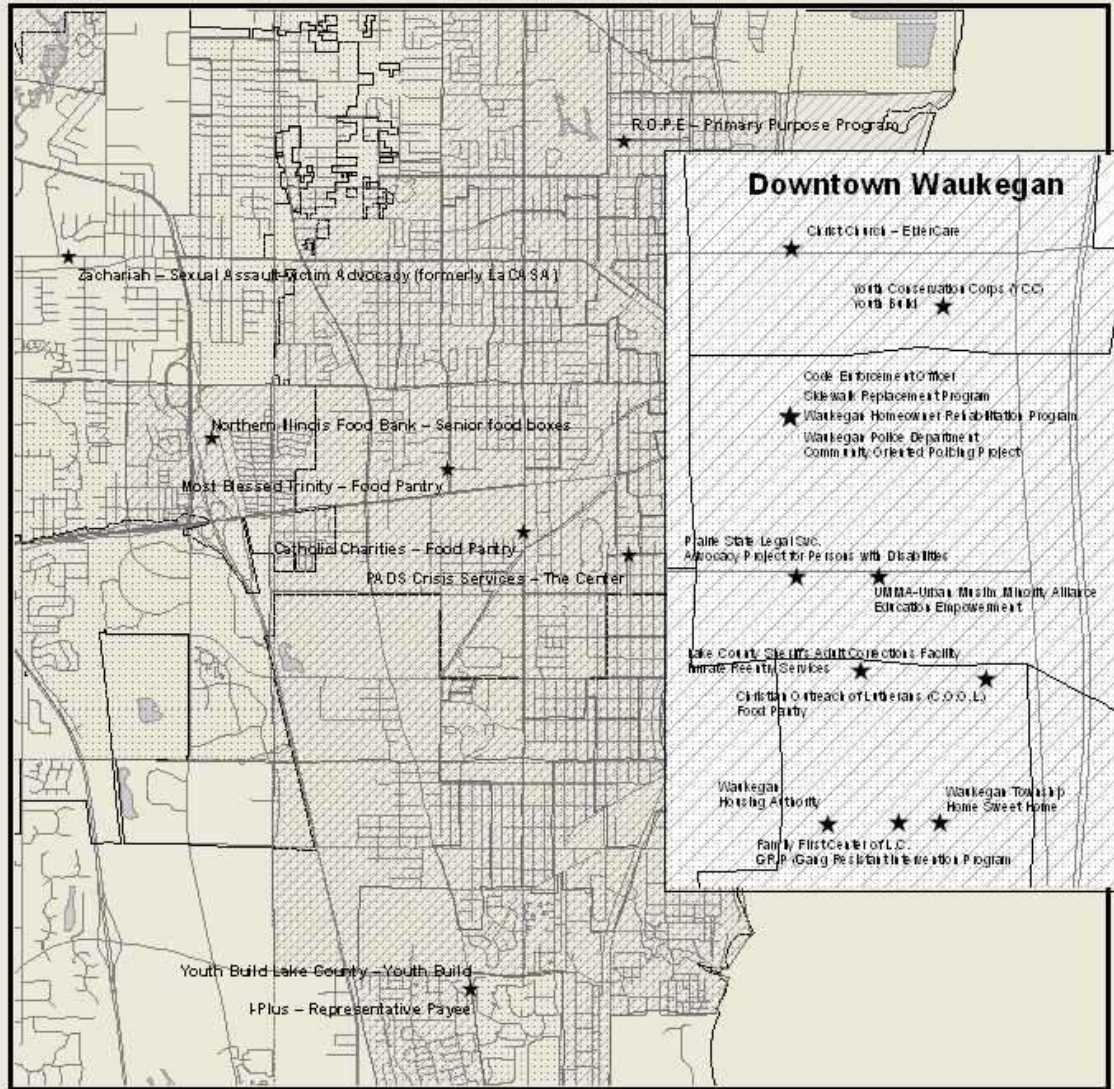 R.O.P.E – Primary Purpose Program
Downtown Waukegan
Christ Church – ElderCare
Zachariah – Sexual Assault-Victim Advocacy (formerly LaCASA)
Youth Conservation Corps (YCC)
Youth Build
Code Enforcement Officer
Sidewalk Replacement Program
Waukegan Homeowner Rehabilitation Program
Waukegan Police Department
Community Oriented Policing Project
Northern Illinois Food Bank – Senior food boxes
Most Blessed Trinity – Food Pantry
Catholic Charities – Food Pantry
PADS Crisis Services – The Center
Prairie State Legal Svc.
Advocacy Project for Persons with Disabilities
UMMA-Urban Muslim Minority Alliance
Education Empowerment
Lake County Sheriff's Adult Corrections Facility
Inmate Reentry Services
Christian Outreach of Lutherans (C.O.O.L.)
Food Pantry
Waukegan
Housing Authority
Waukegan Township
Home Sweet Home
Family First Center of L.C.
GRIP (Gang Resistant Intervention Program
Youth Build Lake County – Youth Build
I-Plus – Representative Payee